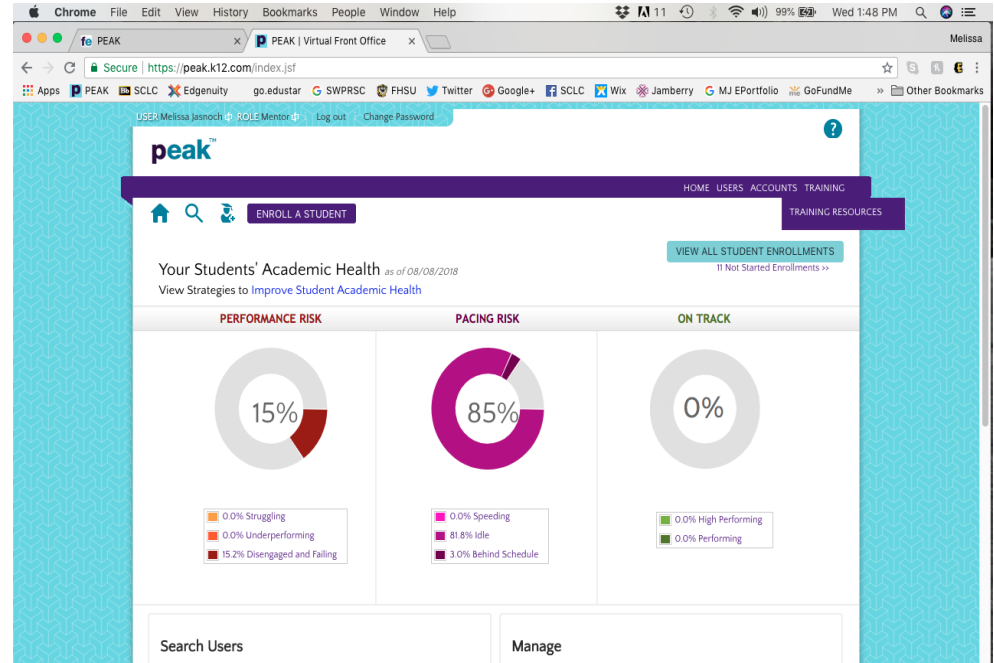 Chrome File Edit View History Bookmarks People Window Help 11 99% Wed 1:48 PM
fe PEAK × PEAK | Virtual Front Office × Melissa
Secure | https://peak.k12.com/index.jsf
Apps PEAK SCLC Edgenuity go.edustar SWPRSC FHSU Twitter Google+ SCLC Wix Jamberry MJ EPortfolio GoFundMe » Other Bookmarks
USER Melissa Jasnoch ROLE Mentor Log out Change Password
?
peak™
HOME USERS ACCOUNTS TRAINING
ENROLL A STUDENT
TRAINING RESOURCES
VIEW ALL STUDENT ENROLLMENTS
11 Not Started Enrollments >>
Your Students' Academic Health as of 08/08/2018
View Strategies to Improve Student Academic Health
PERFORMANCE RISK PACING RISK ON TRACK
15% 85% 0%
0.0% Struggling
0.0% Underperforming
15.2% Disengaged and Failing
0.0% Speeding
81.8% Idle
3.0% Behind Schedule
0.0% High Performing
0.0% Performing
Search Users
Manage